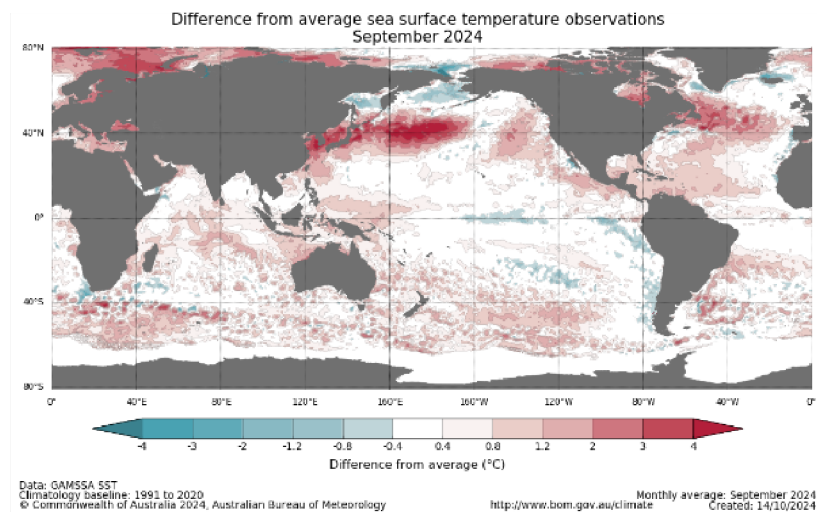 Difference from average sea surface temperature observations
September 2024
80°N
40°N
0°
40°S
80°S
0° 40°E 80°E 120°E 160°E 160°W 120°W 80°W 40°W 0°
-4 -3 -2 -1.2 -0.8 -0.4 0.4 0.8 1.2 2 3 4
Difference from average (°C)
Data: GAMSSA SST
Climatology baseline: 1991 to 2020
© Commonwealth of Australia 2024, Australian Bureau of Meteorology
http://www.bom.gov.au/climate
Monthly average: September 2024
Created: 14/10/2024